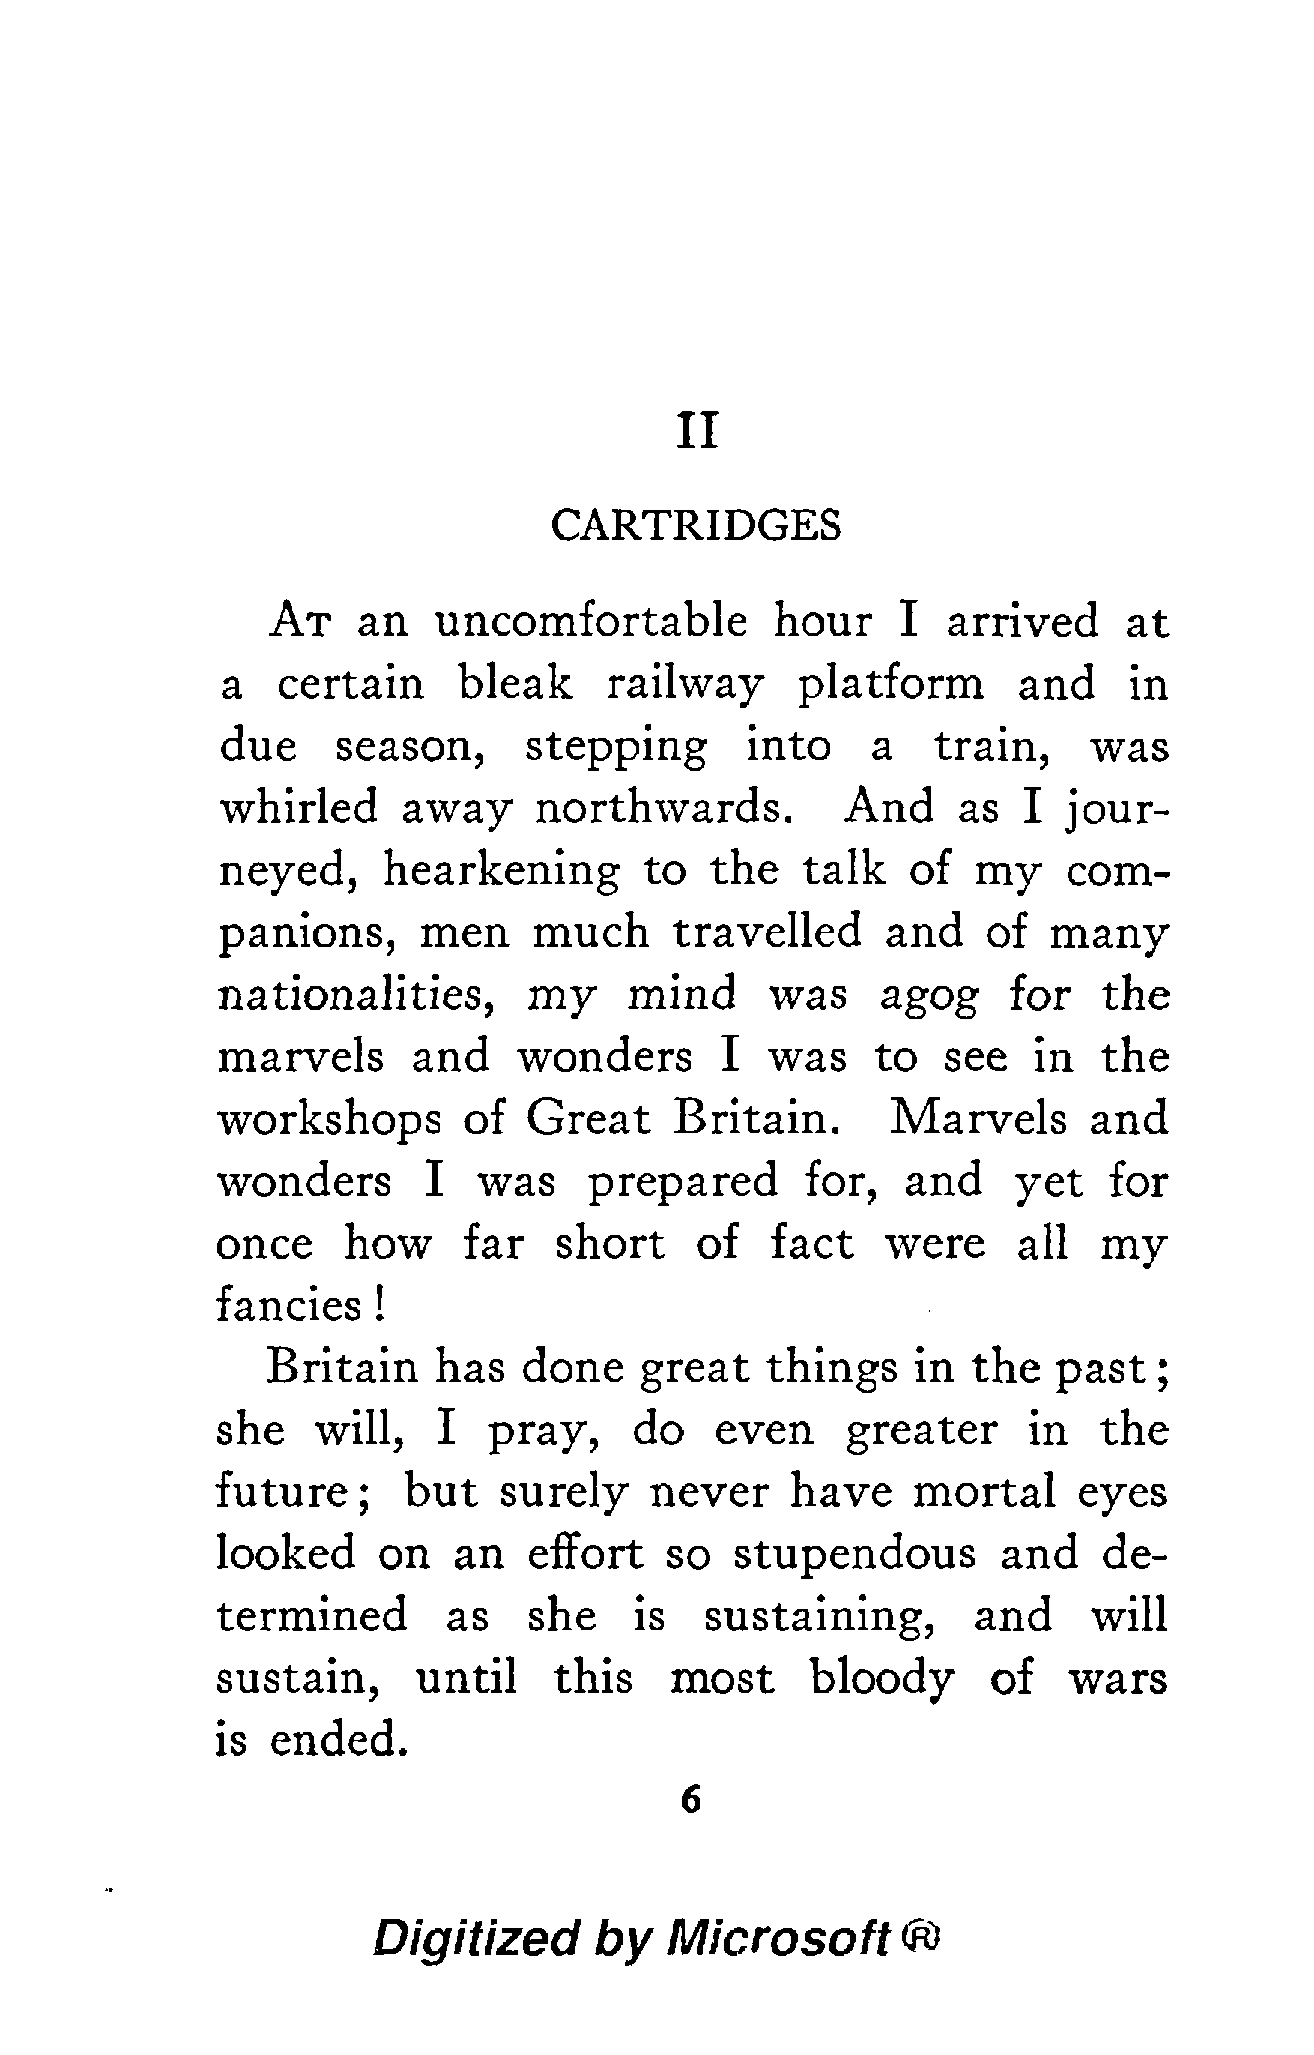 II
CARTRIDGES
At an uncomfortable hour I arrived at
a certain bleak railway platform and in
due season, stepping into a train, was
whirled away northwards. And as I jour-
neyed, hearkening to the talk of my com-
panions, men much travelled and of many
nationalities, my mind was agog for the
marvels and wonders I was to see in the
workshops of Great Britain. Marvels and
wonders I was prepared for, and yet for
once how far short of fact were all my
fancies !
Britain has done great things in the past ;
she will, I pray, do even greater in the
future ; but surely never have mortal eyes
looked on an effort so stupendous and de-
termined as she is sustaining, and will
sustain, until this most bloody of wars
is ended.
6
Digitized by Microsoft ®